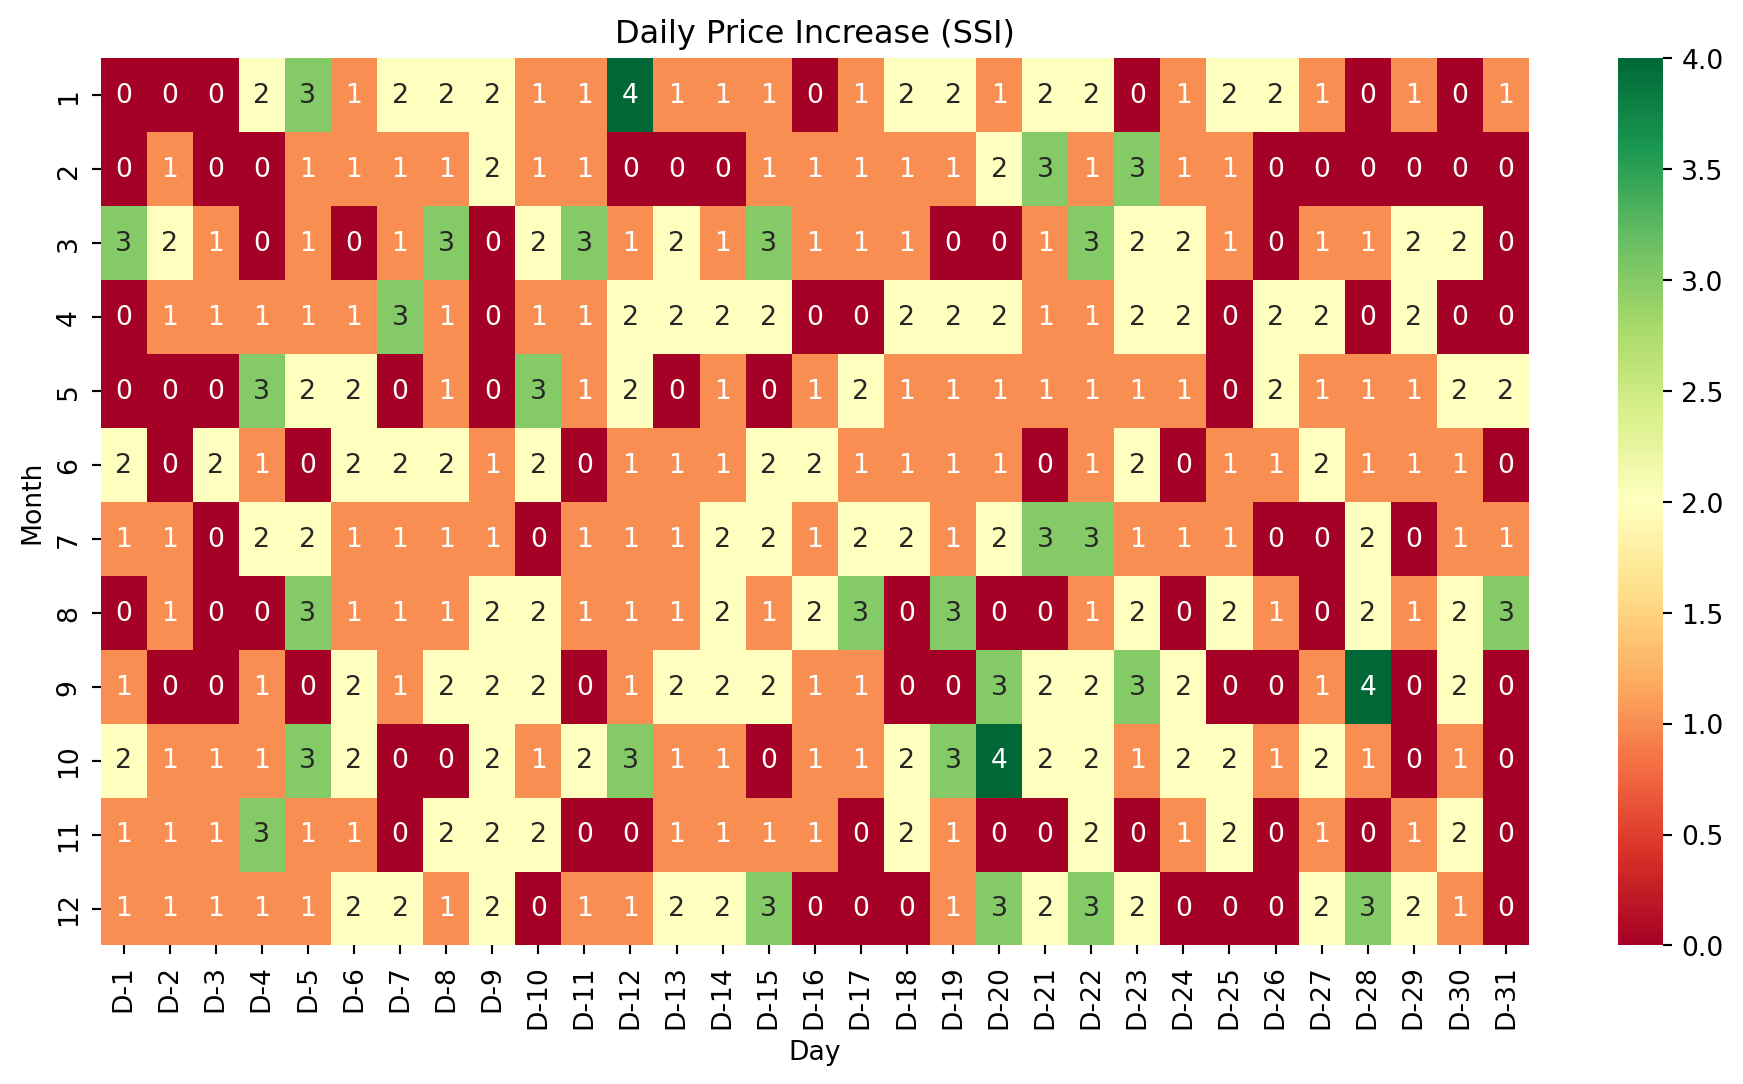 Daily Price Increase (SSI)
1 0 0 0 2 3 1 2 2 2 1 1 4 1 1 1 0 1 2 2 1 2 2 0 1 2 2 1 0 1 0 1
2 0 1 0 0 1 1 1 1 2 1 1 0 0 0 1 1 1 1 1 2 3 1 3 1 1 0 0 0 0 0 0
3 3 2 1 0 1 0 1 3 0 2 3 1 2 1 3 1 1 1 0 0 1 3 2 2 1 0 1 1 2 2 0
4 0 1 1 1 1 1 3 1 0 1 1 2 2 2 2 0 0 2 2 2 1 1 2 2 0 2 2 0 2 0 0
5 0 0 0 3 2 2 0 1 0 3 1 2 0 1 0 1 2 1 1 1 1 1 1 1 0 2 1 1 1 2 2
6 2 0 2 1 0 2 2 2 1 2 0 1 1 1 2 2 1 1 1 1 0 1 2 0 1 1 2 1 1 1 0
7 1 1 0 2 2 1 1 1 1 0 1 1 1 2 2 1 2 2 1 2 3 3 1 1 1 0 0 2 0 1 1
8 0 1 0 0 3 1 1 1 2 2 1 1 1 2 1 2 3 0 3 0 0 1 2 0 2 1 0 2 1 2 3
9 1 0 0 1 0 2 1 2 2 2 0 1 2 2 2 1 1 0 0 3 2 2 3 2 0 0 1 4 0 2 0
10 2 1 1 1 3 2 0 0 2 1 2 3 1 1 0 1 1 2 3 4 2 2 1 2 2 1 2 1 0 1 0
11 1 1 1 3 1 1 0 2 2 2 0 0 1 1 1 1 0 2 1 0 0 2 0 1 2 0 1 0 1 2 0
12 1 1 1 1 1 2 2 1 2 0 1 1 2 2 3 0 0 0 1 3 2 3 2 0 0 0 2 3 2 1 0
Month
D-1 D-2 D-3 D-4 D-5 D-6 D-7 D-8 D-9 D-10 D-11 D-12 D-13 D-14 D-15 D-16 D-17 D-18 D-19 D-20 D-21 D-22 D-23 D-24 D-25 D-26 D-27 D-28 D-29 D-30 D-31
Day
4.0
3.5
3.0
2.5
2.0
1.5
1.0
0.5
0.0